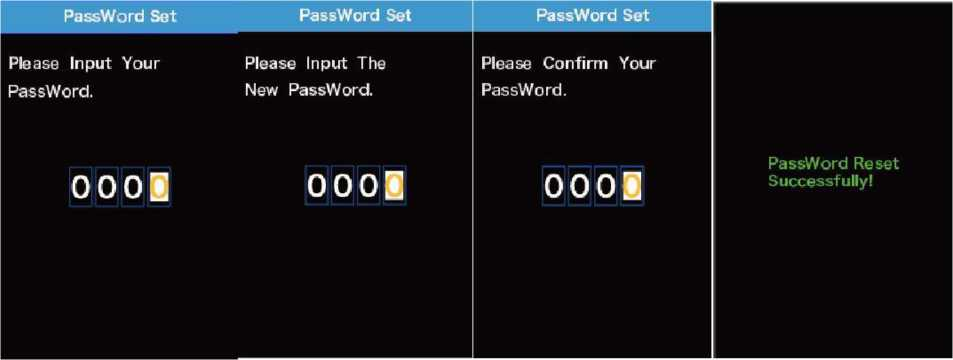 PassWord Set
Please Input Your
PassWord.
0000
PassWord Set
Please Input The
New PassWord.
0000
PassWord Set
Please Confirm Your
PassWord.
0000
PassWord Reset
Successfully!